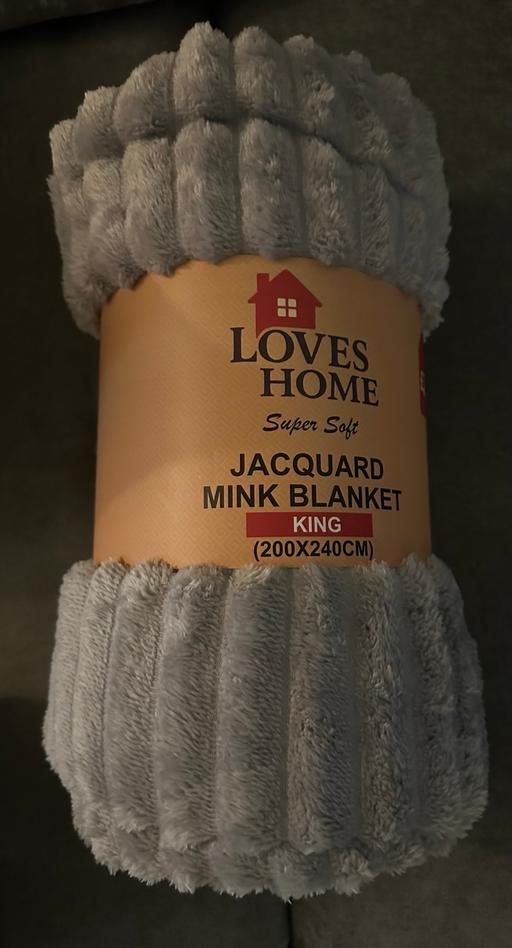 LOVES
HOME
Super Soft
JACQUARD
MINK BLANKET
KING
(200X240CM)